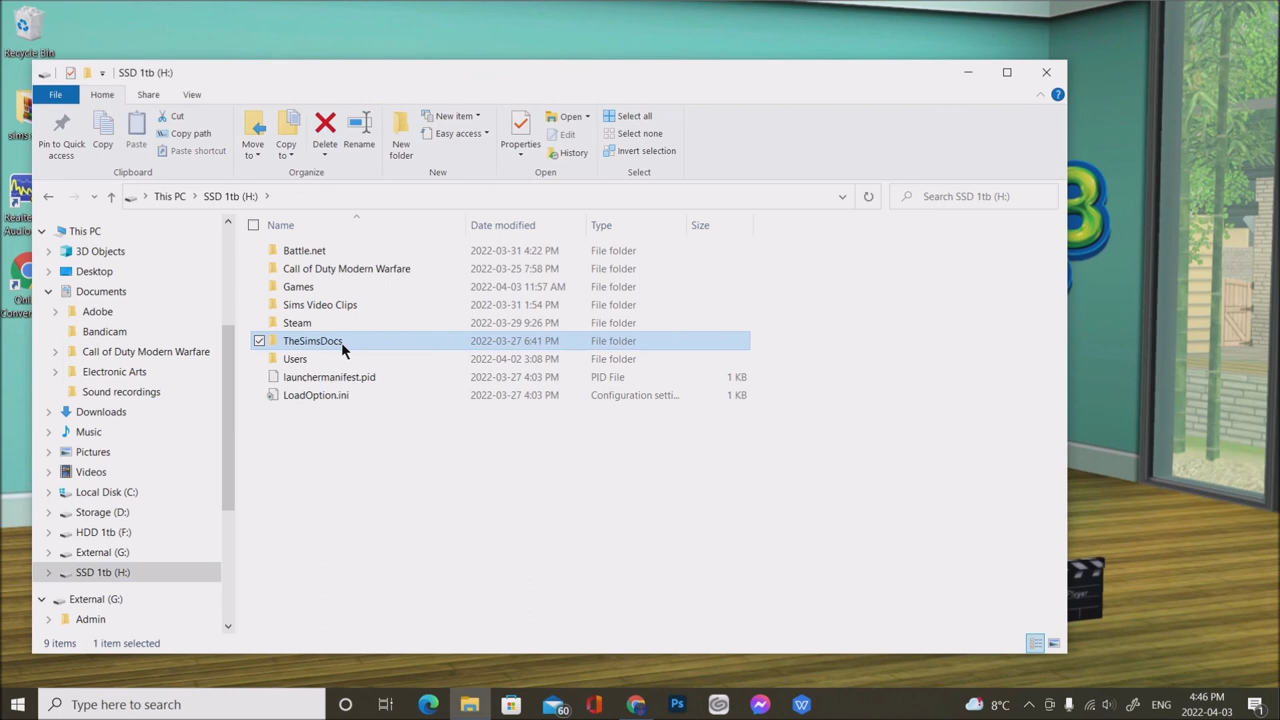 Recycle Bin
SSD 1tb (H:)
File
Home
Share
View
Pin to Quick
access
Copy
Paste
Cut
Copy path
Paste shortcut
Clipboard
Move
to
Copy
to
Delete
Rename
Organize
New
folder
New item
Easy access
New
Properties
Open
Edit
History
Open
Select all
Select none
Invert selection
Select
This PC
SSD 1tb (H:)
Search SSD 1tb (H:)
Name
Date modified
Type
Size
Battle.net 2022-03-31 4:22 PM File folder
Call of Duty Modern Warfare 2022-03-25 7:58 PM File folder
Games 2022-04-03 11:57 AM File folder
Sims Video Clips 2022-03-31 1:54 PM File folder
Steam 2022-03-29 9:26 PM File folder
TheSimsDocs 2022-03-27 6:41 PM File folder
Users 2022-04-02 3:08 PM File folder
launchermanifest.pid 2022-03-27 4:03 PM PID File 1 KB
LoadOption.ini 2022-03-27 4:03 PM Configuration setti... 1 KB
This PC
3D Objects
Desktop
Documents
Adobe
Bandicam
Call of Duty Modern Warfare
Electronic Arts
Sound recordings
Downloads
Music
Pictures
Videos
Local Disk (C:)
Storage (D:)
HDD 1tb (F:)
External (G:)
SSD 1tb (H:)
External (G:)
Admin
9 items
1 item selected
sims
Realte
Audio
Onl
Conver
8
Player
Type here to search
60
Ps
8°C
ENG
4:46 PM
2022-04-03
1